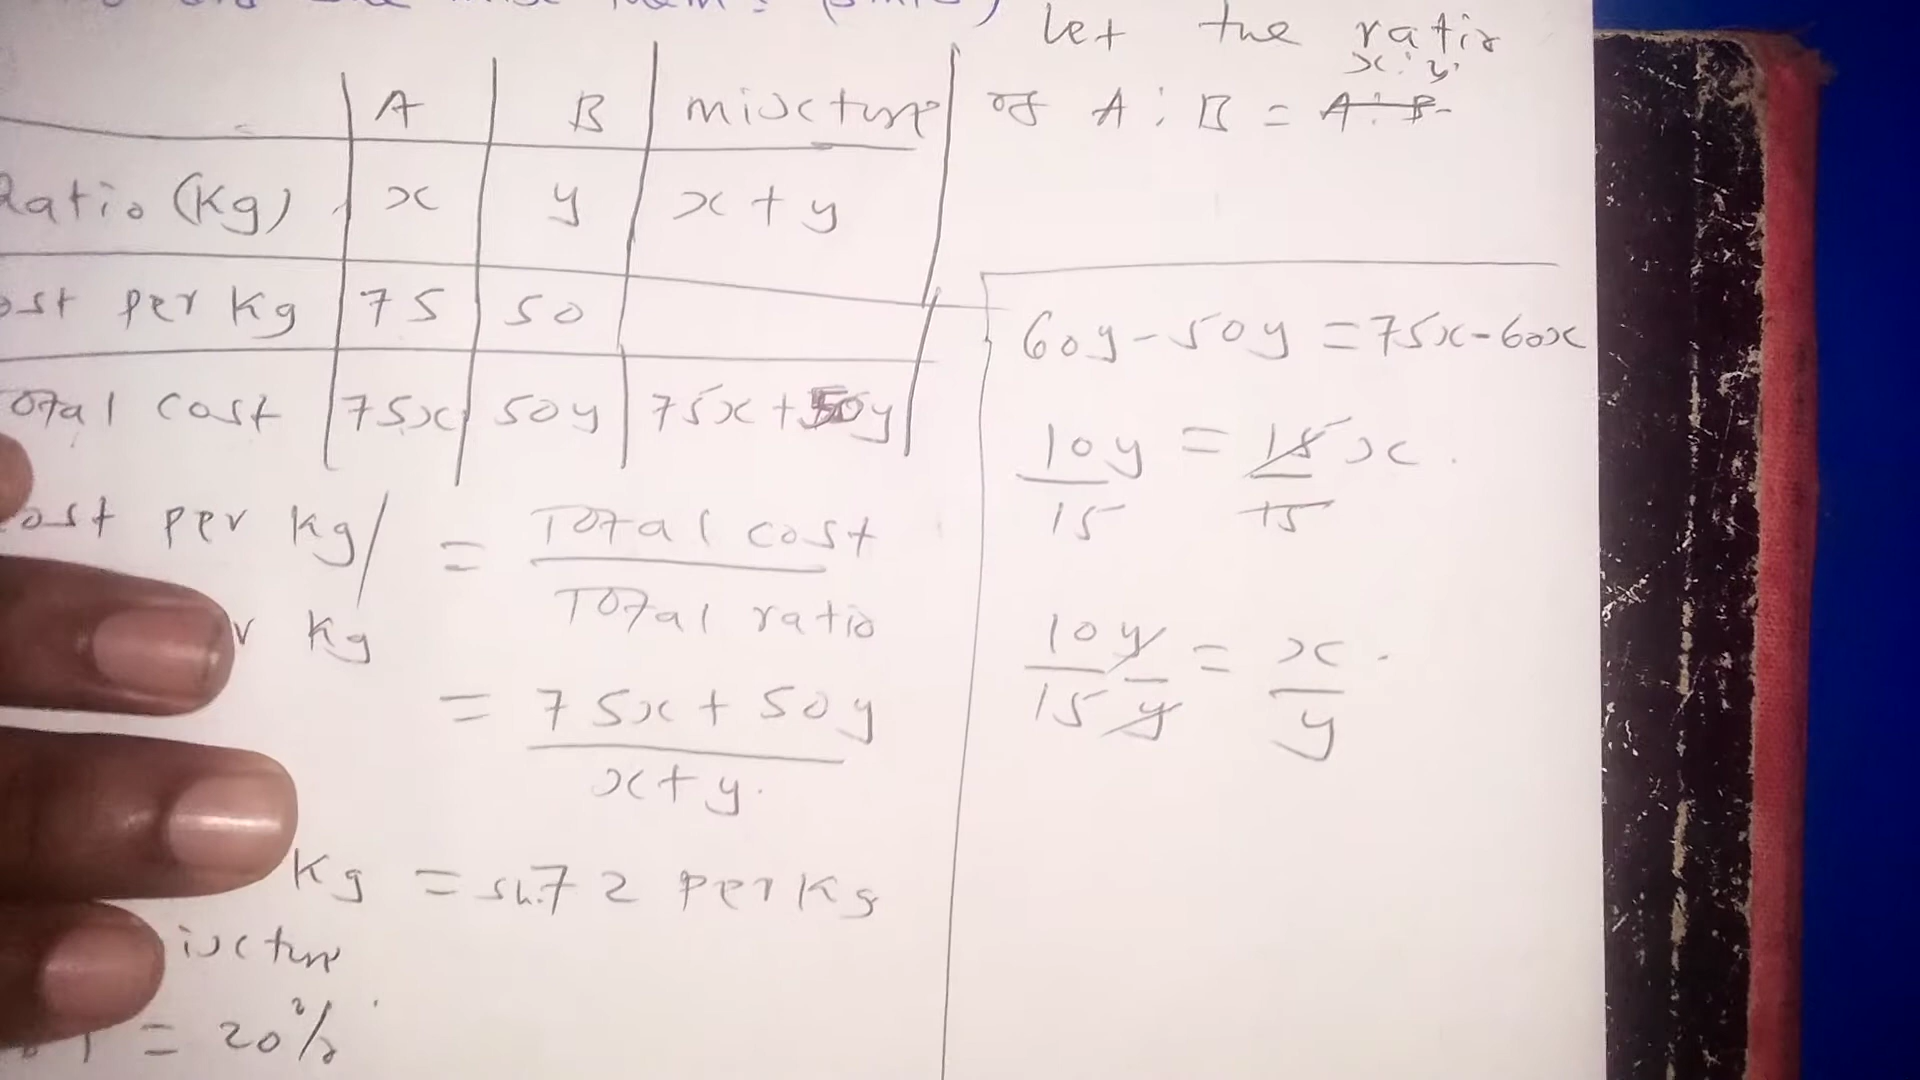 Let the ratio
x:y
of A : B = A : B
A B mixture
Ratio (Kg) x y x + y
ost per Kg 75 50
Total cost 75x 50y 75x + 50y
ost per kg/ = Total cost
Total ratio
r kg
= 75x + 50y
x + y.
Kg = sh.72 per Kg
ixture
= 20%
60y - 50y = 75x - 60x
10y = 15x
15 15
10y = x
15y y